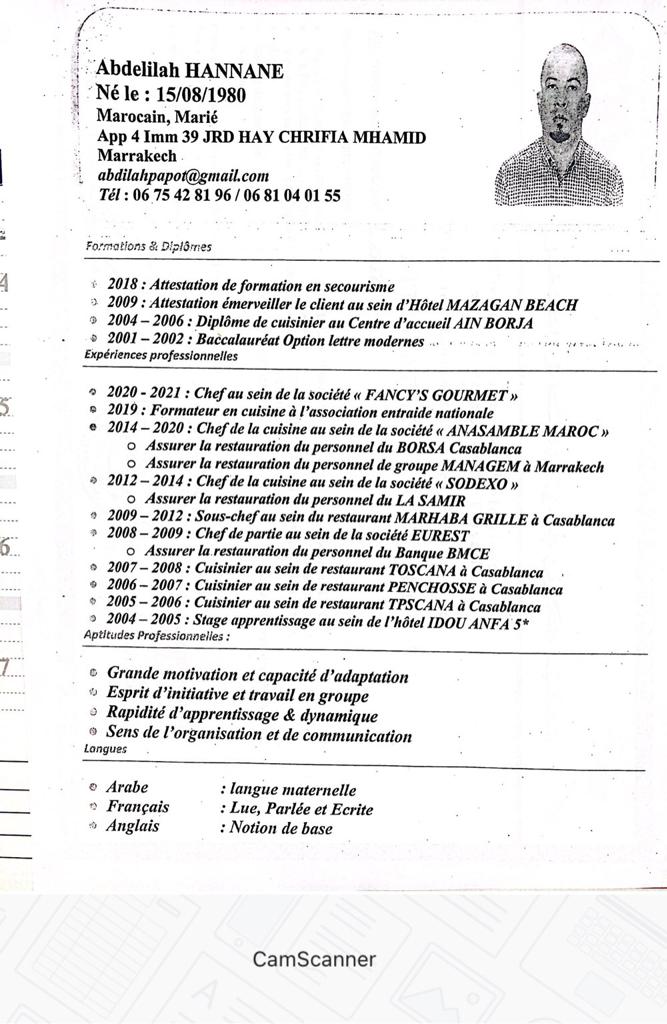 Abdelilah HANNANE
Né le : 15/08/1980
Marocain, Marié
App 4 Imm 39 JRD HAY CHRIFIA MHAMID
Marrakech
abdilahpapot@gmail.com
Tél : 06 75 42 81 96 / 06 81 04 01 55
Formations & Diplômes
2018 : Attestation de formation en secourisme
2009 : Attestation émerveiller le client au sein d'Hôtel MAZAGAN BEACH
2004 – 2006 : Diplôme de cuisinier au Centre d'accueil AIN BORJA
2001 – 2002 : Baccalauréat Option lettre modernes
Expériences professionnelles
2020 - 2021 : Chef au sein de la société « FANCY'S GOURMET »
2019 : Formateur en cuisine à l'association entraide nationale
2014 – 2020 : Chef de la cuisine au sein de la société « ANASAMBLE MAROC »
Assurer la restauration du personnel du BORSA Casablanca
Assurer la restauration du personnel de groupe MANAGEM à Marrakech
2012 – 2014 : Chef de la cuisine au sein de la société « SODEXO »
Assurer la restauration du personnel du LA SAMIR
2009 – 2012 : Sous-chef au sein du restaurant MARHABA GRILLE à Casablanca
2008 – 2009 : Chef de partie au sein de la société EUREST
Assurer la restauration du personnel du Banque BMCE
2007 – 2008 : Cuisinier au sein de restaurant TOSCANA à Casablanca
2006 – 2007 : Cuisinier au sein de restaurant PENCHOSSE à Casablanca
2005 – 2006 : Cuisinier au sein de restaurant TPSCANA à Casablanca
2004 – 2005 : Stage apprentissage au sein de l'hôtel IDOU ANFA 5*
Aptitudes Professionnelles :
Grande motivation et capacité d'adaptation
Esprit d'initiative et travail en groupe
Rapidité d'apprentissage & dynamique
Sens de l'organisation et de communication
Langues
Arabe : langue maternelle
Français : Lue, Parlée et Ecrite
Anglais : Notion de base
CamScanner